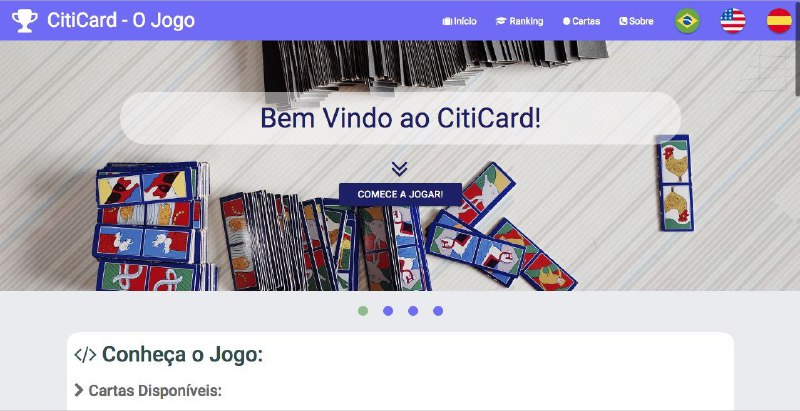 CitiCard - O Jogo
Início
Ranking
Cartas
Sobre
Bem Vindo ao CitiCard!
COMECE A JOGAR!
</> Conheça o Jogo:
Cartas Disponíveis: